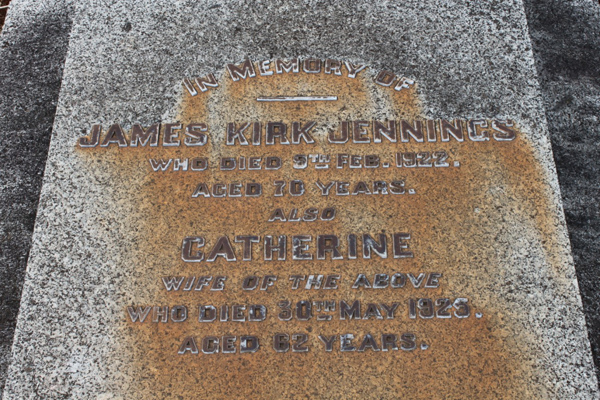 IN MEMORY OF
JAMES KIRK JENNINGS
WHO DIED 9TH FEB. 1922.
AGED 70 YEARS.
ALSO
CATHERINE
WIFE OF THE ABOVE
WHO DIED 30TH MAY 1925.
AGED 62 YEARS.